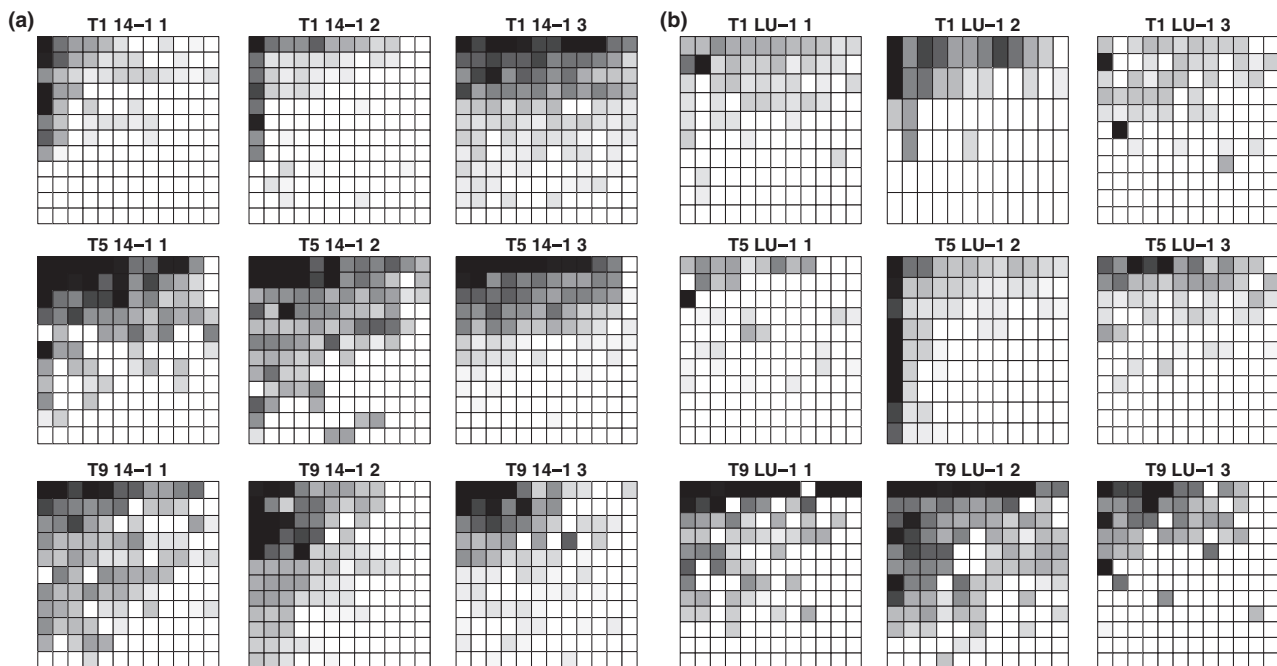 (a) T1 14–1 1 T1 14–1 2 T1 14–1 3 (b) T1 LU–1 1 T1 LU–1 2 T1 LU–1 3
T5 14–1 1 T5 14–1 2 T5 14–1 3 T5 LU–1 1 T5 LU–1 2 T5 LU–1 3
T9 14–1 1 T9 14–1 2 T9 14–1 3 T9 LU–1 1 T9 LU–1 2 T9 LU–1 3